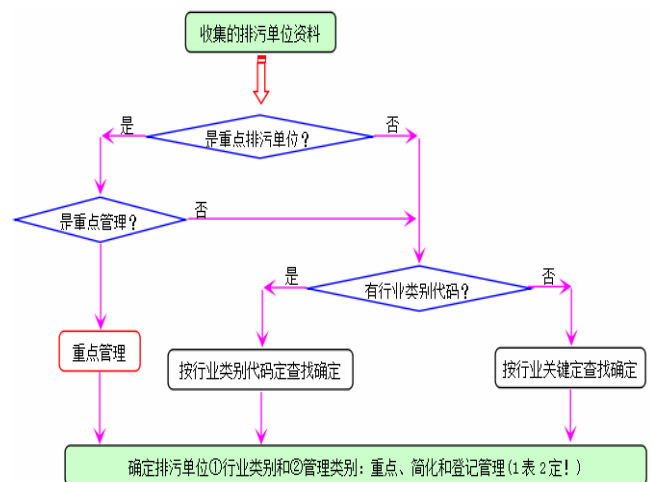 收集的排污单位资料
是
否
是重点排污单位？
是重点管理？
否
是
否
有行业类别代码？
重点管理
按行业类别代码定查找确定
按行业关键定查找确定
确定排污单位①行业类别和②管理类别：重点、简化和登记管理(1表2定！)